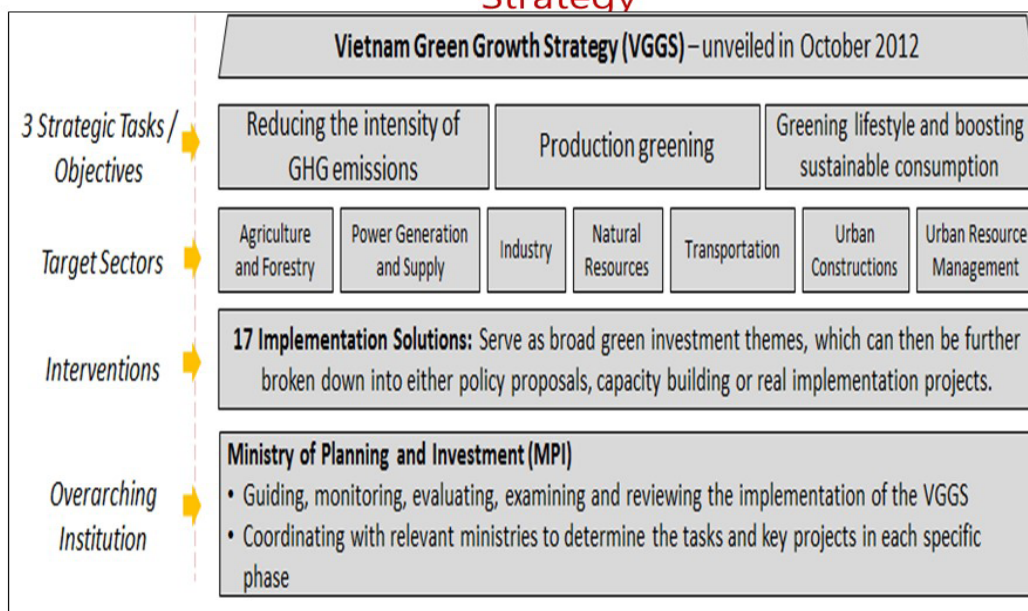 Strategy
Vietnam Green Growth Strategy (VGGS) – unveiled in October 2012
3 Strategic Tasks /
Objectives
Reducing the intensity of
GHG emissions
Production greening
Greening lifestyle and boosting
sustainable consumption
Target Sectors
Agriculture
and Forestry
Power Generation
and Supply
Industry
Natural
Resources
Transportation
Urban
Constructions
Urban Resource
Management
Interventions
17 Implementation Solutions: Serve as broad green investment themes, which can then be further
broken down into either policy proposals, capacity building or real implementation projects.
Overarching
Institution
Ministry of Planning and Investment (MPI)
• Guiding, monitoring, evaluating, examining and reviewing the implementation of the VGGS
• Coordinating with relevant ministries to determine the tasks and key projects in each specific
phase